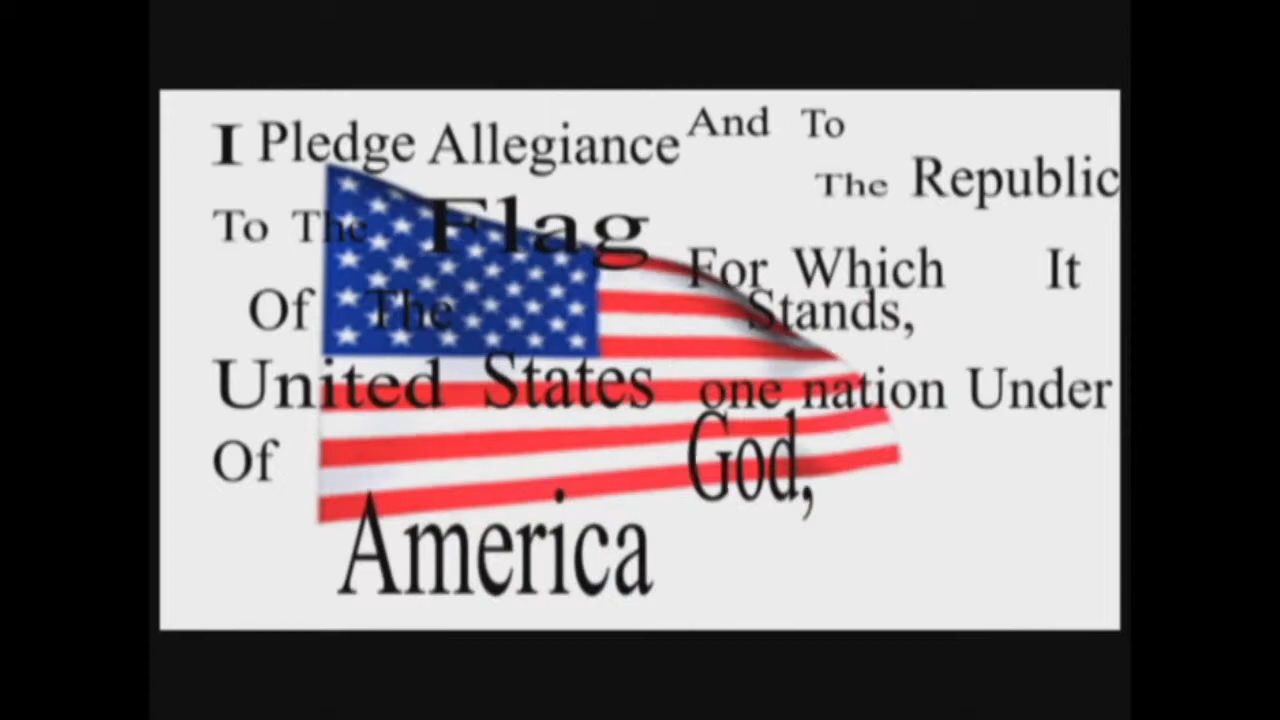 I Pledge Allegiance
To The Flag
Of The
United States
Of
America
And To
The Republic
For Which It
Stands,
one nation Under
God,